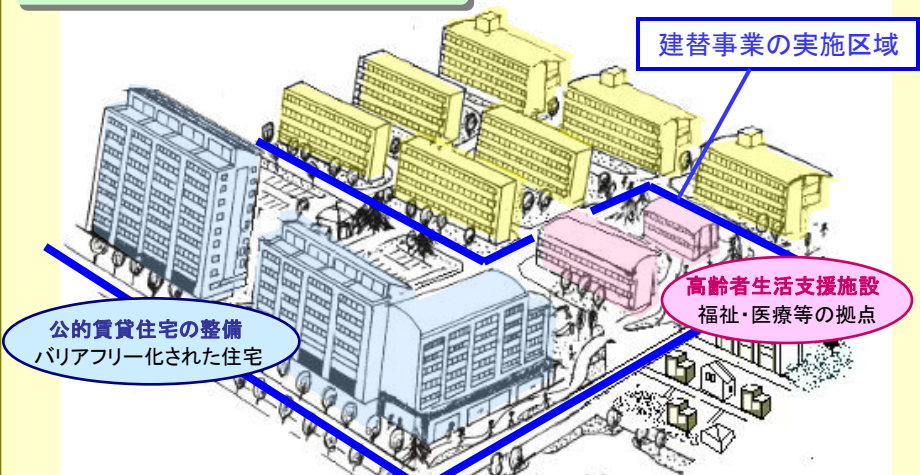 建替事業の実施区域
高齢者生活支援施設
福祉・医療等の拠点
公的賃貸住宅の整備
バリアフリー化された住宅